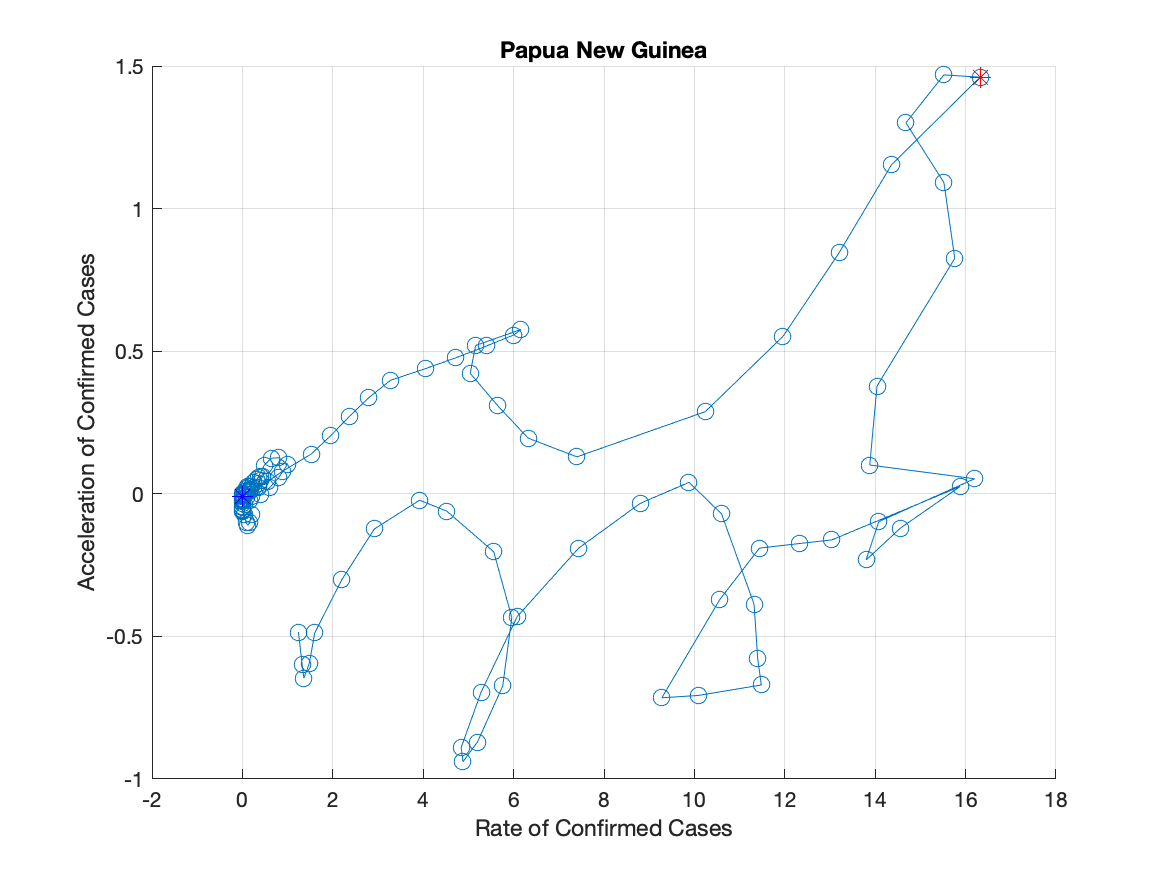 Papua New Guinea
1.5
1
0.5
0
-0.5
-1
-2 0 2 4 6 8 10 12 14 16 18
Acceleration of Confirmed Cases
Rate of Confirmed Cases